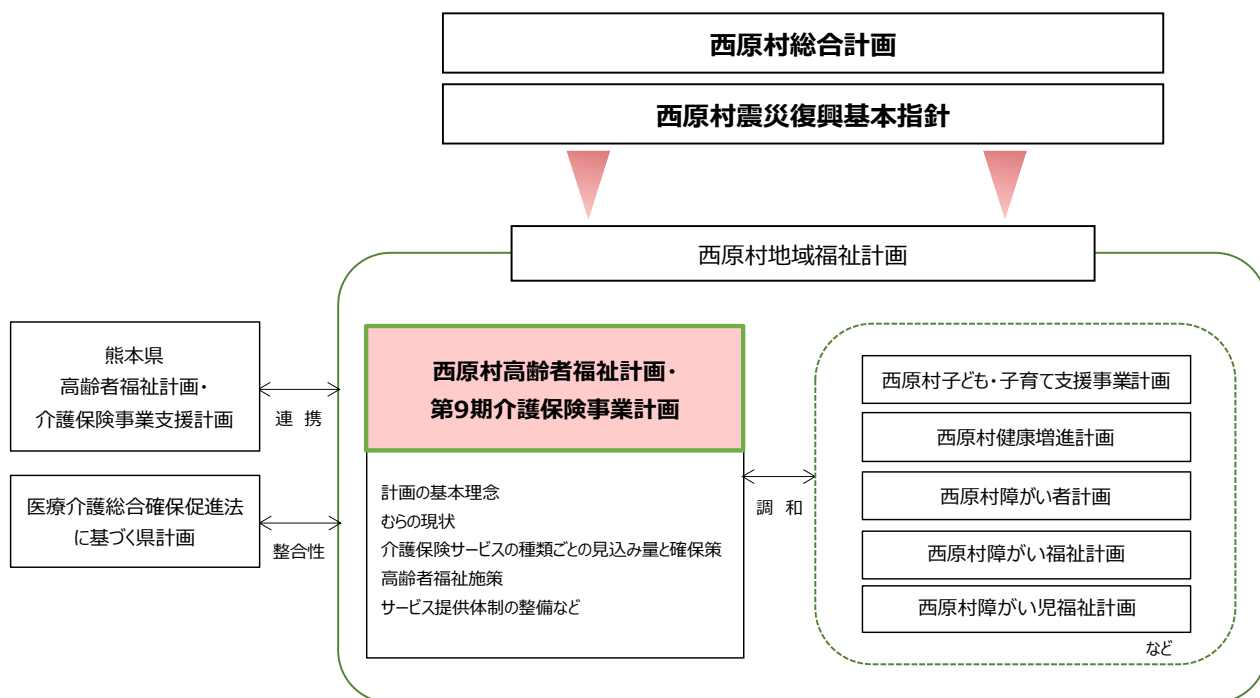 西原村総合計画
西原村震災復興基本指針
西原村地域福祉計画
熊本県
高齢者福祉計画・
介護保険事業支援計画
連 携
医療介護総合確保促進法
に基づく県計画
整合性
西原村高齢者福祉計画・
第9期介護保険事業計画
計画の基本理念
むらの現状
介護保険サービスの種類ごとの見込み量と確保策
高齢者福祉施策
サービス提供体制の整備など
調 和
西原村子ども・子育て支援事業計画
西原村健康増進計画
西原村障がい者計画
西原村障がい福祉計画
西原村障がい児福祉計画
など